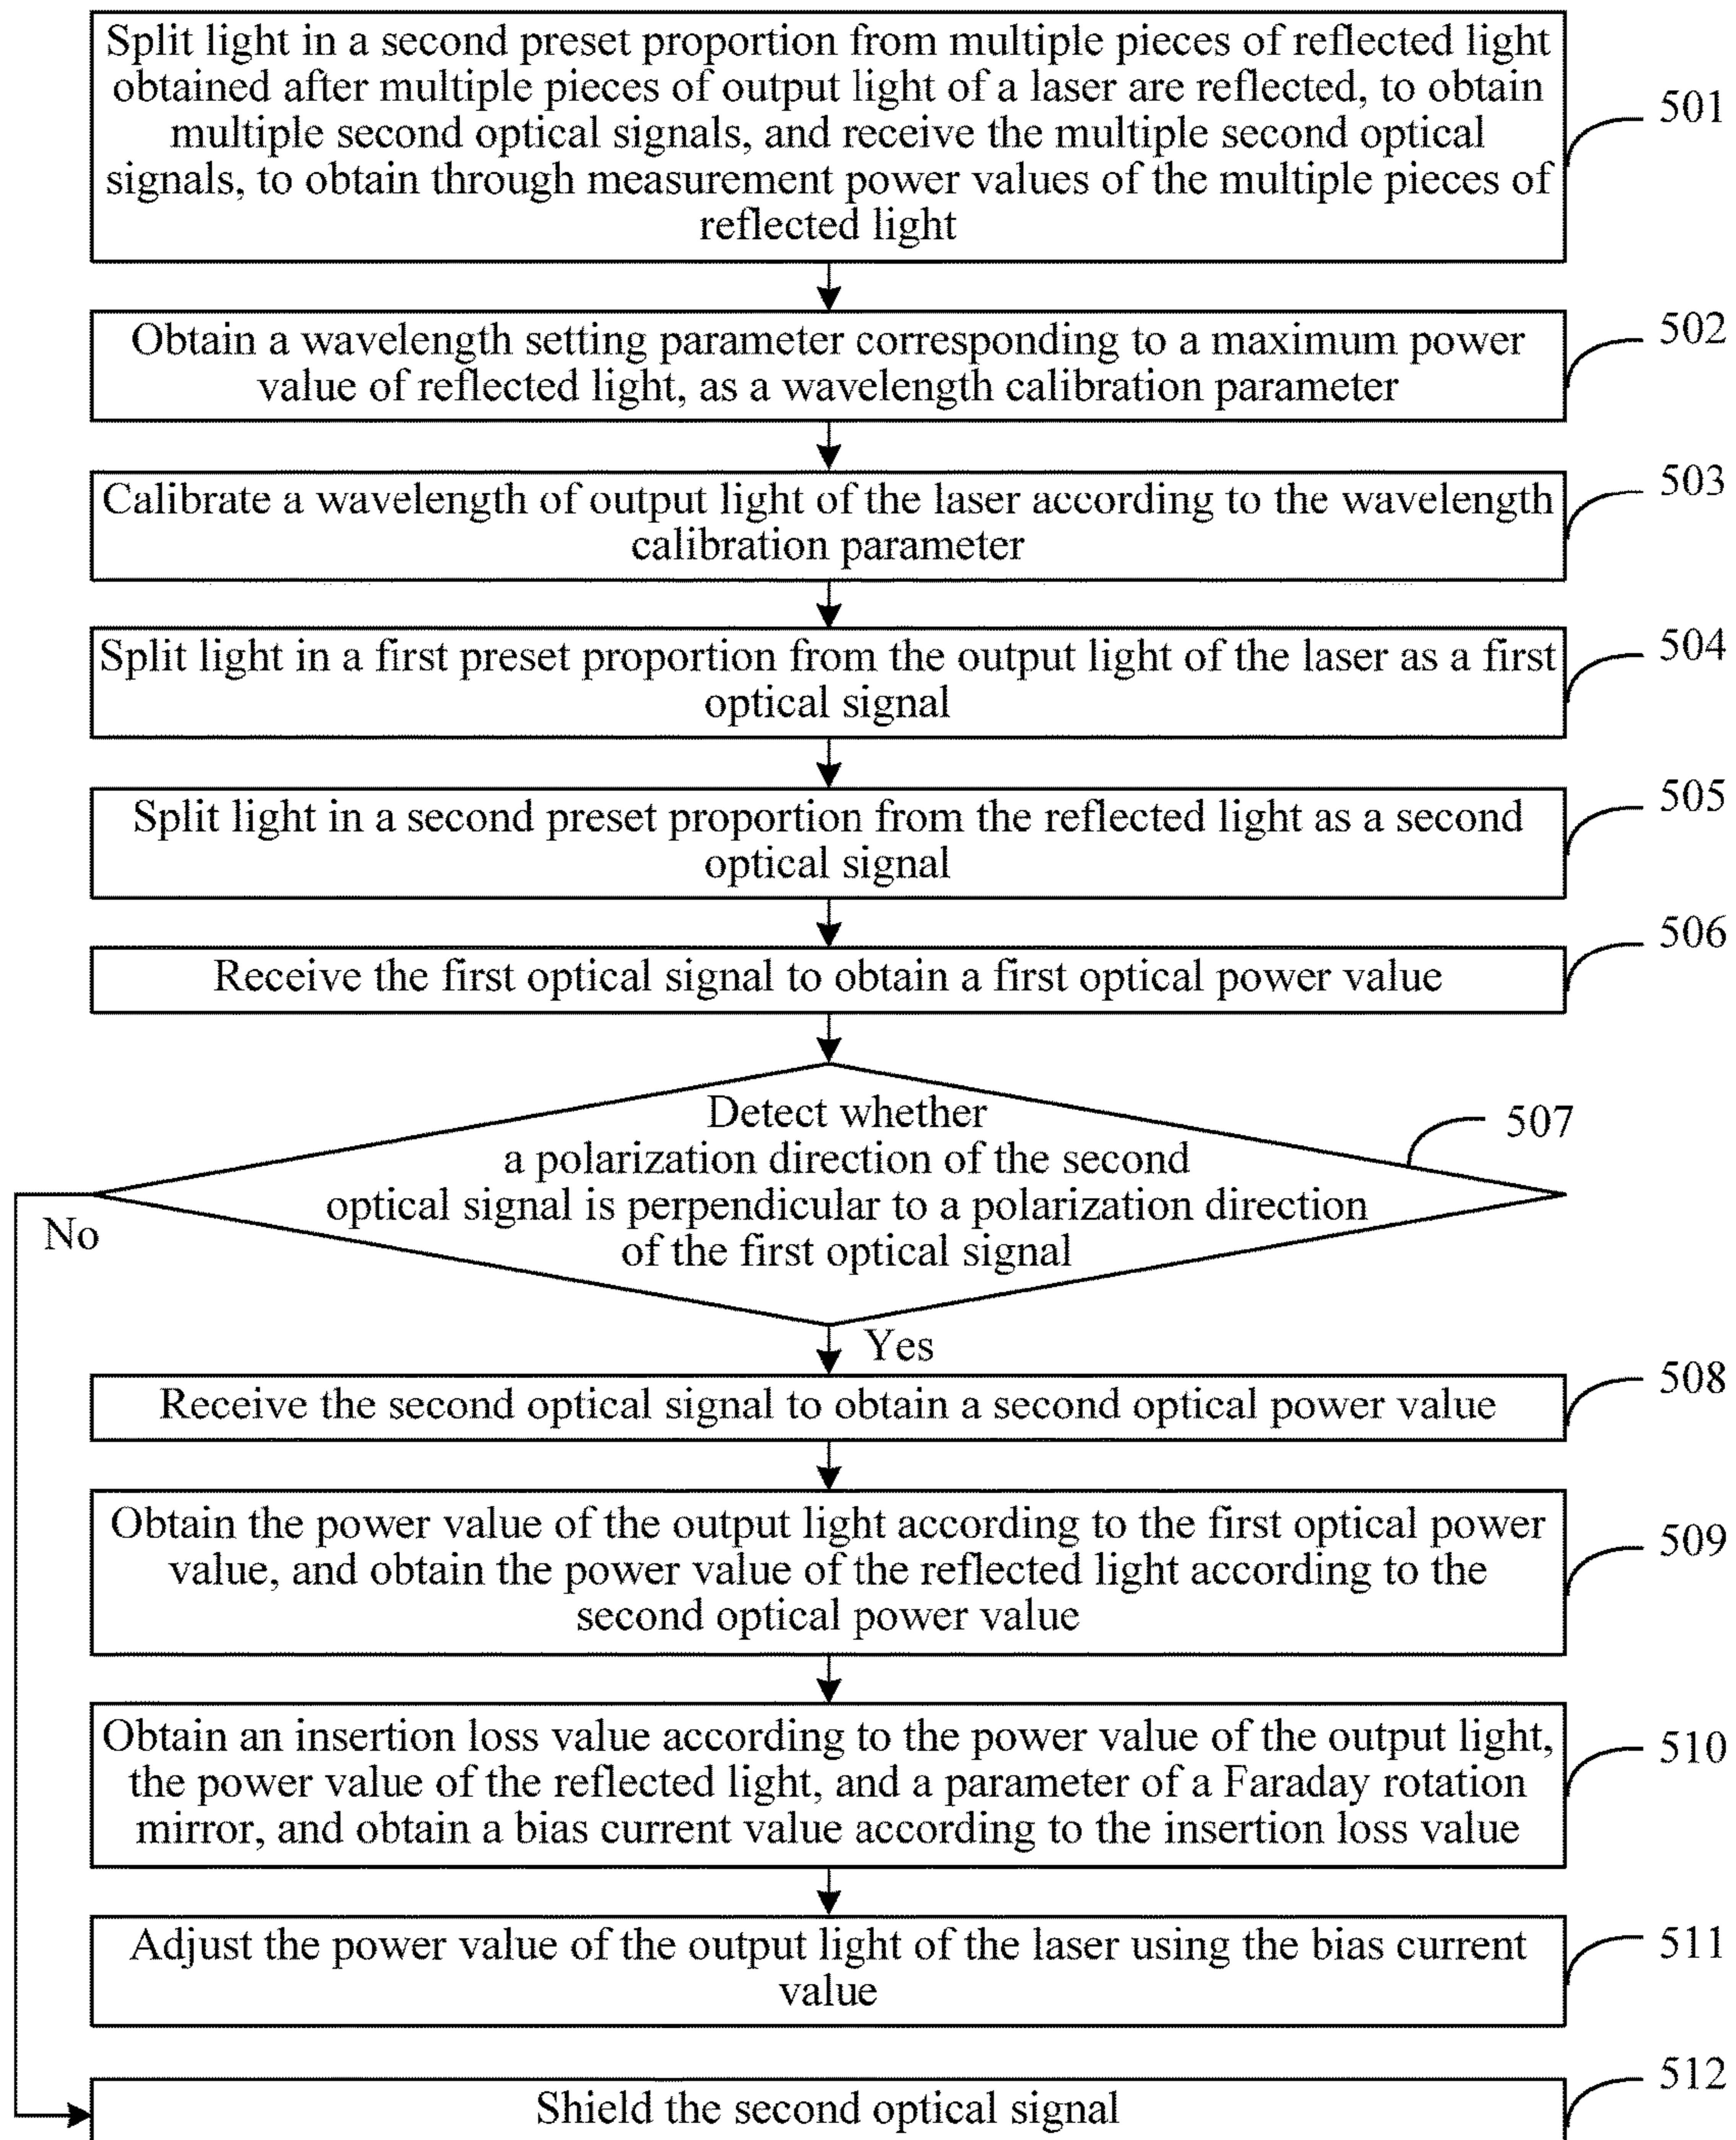 Split light in a second preset proportion from multiple pieces of reflected light
obtained after multiple pieces of output light of a laser are reflected, to obtain
multiple second optical signals, and receive the multiple second optical
signals, to obtain through measurement power values of the multiple pieces of
reflected light
501
Obtain a wavelength setting parameter corresponding to a maximum power
value of reflected light, as a wavelength calibration parameter
502
Calibrate a wavelength of output light of the laser according to the wavelength
calibration parameter
503
Split light in a first preset proportion from the output light of the laser as a first
optical signal
504
Split light in a second preset proportion from the reflected light as a second
optical signal
505
Receive the first optical signal to obtain a first optical power value
506
Detect whether
a polarization direction of the second
optical signal is perpendicular to a polarization direction
of the first optical signal
507
No
Yes
Receive the second optical signal to obtain a second optical power value
508
Obtain the power value of the output light according to the first optical power
value, and obtain the power value of the reflected light according to the
second optical power value
509
Obtain an insertion loss value according to the power value of the output light,
the power value of the reflected light, and a parameter of a Faraday rotation
mirror, and obtain a bias current value according to the insertion loss value
510
Adjust the power value of the output light of the laser using the bias current
value
511
Shield the second optical signal
512